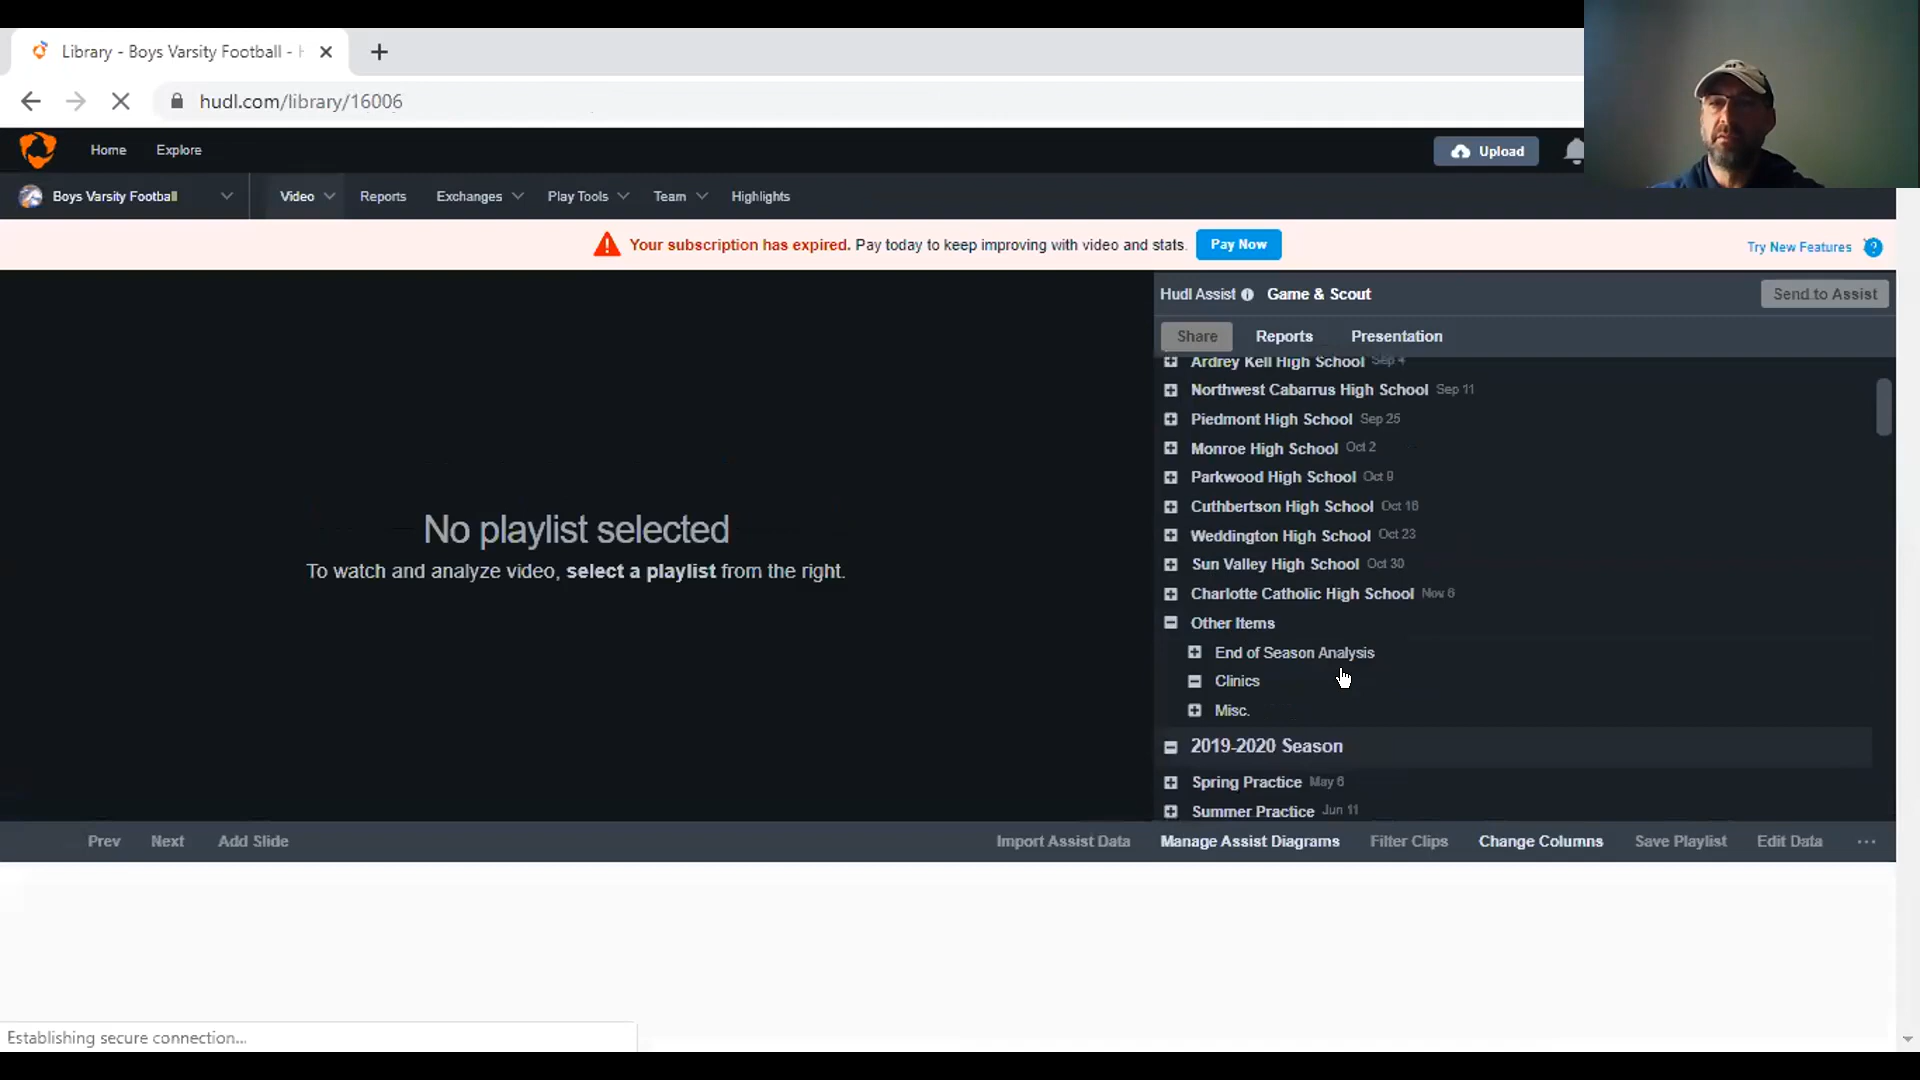 Library - Boys Varsity Football -
hudl.com/library/16006
Home Explore
Upload
Boys Varsity Football
Video Reports Exchanges Play Tools Team Highlights
Your subscription has expired. Pay today to keep improving with video and stats. Pay Now
Try New Features ?
Hudl Assist Game & Scout Send to Assist
Share Reports Presentation
Ardrey Kell High School Sep 4
Northwest Cabarrus High School Sep 11
Piedmont High School Sep 25
Monroe High School Oct 2
Parkwood High School Oct 9
Cuthbertson High School Oct 16
Weddington High School Oct 23
Sun Valley High School Oct 30
Charlotte Catholic High School Nov 6
Other Items
End of Season Analysis
Clinics
Misc.
2019-2020 Season
Spring Practice May 6
Summer Practice Jun 11
No playlist selected
To watch and analyze video, select a playlist from the right.
Prev Next Add Slide Import Assist Data Manage Assist Diagrams Filter Clips Change Columns Save Playlist Edit Data ...
Establishing secure connection...